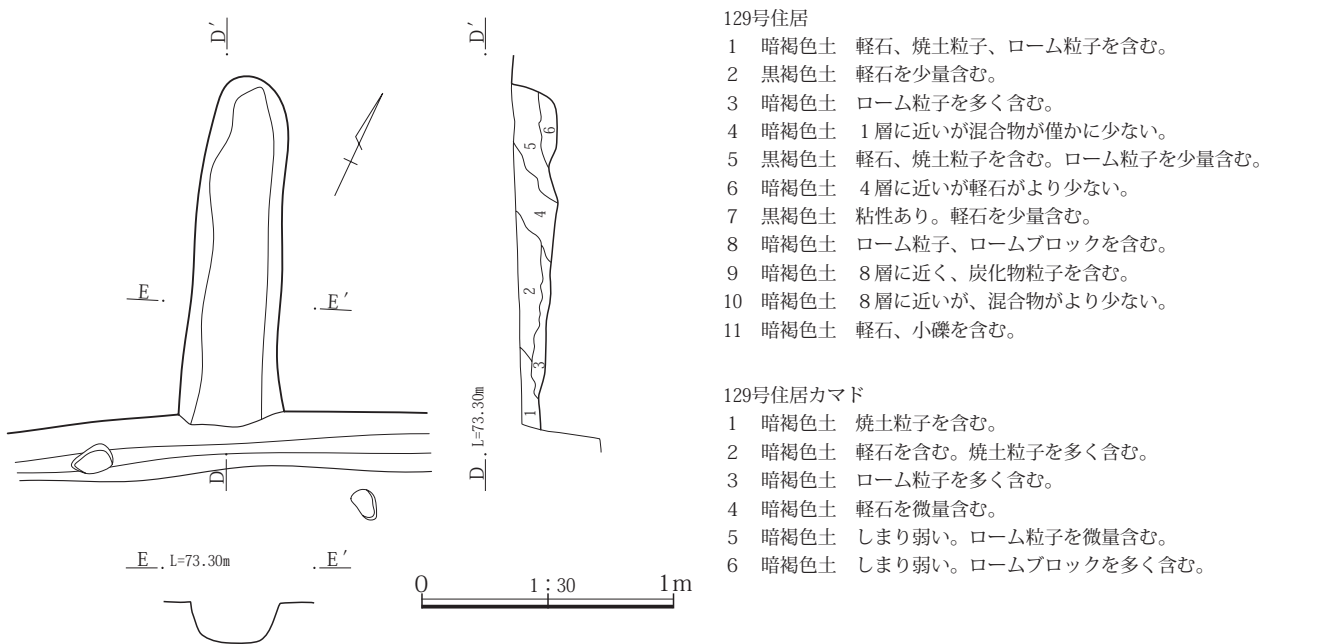 D′
D′
6
5
4
2
3
1
E
E′
D
D L=73.30m
E L=73.30m E′
0 1：30 1m
129号住居
1 暗褐色土 軽石、焼土粒子、ローム粒子を含む。
2 黒褐色土 軽石を少量含む。
3 暗褐色土 ローム粒子を多く含む。
4 暗褐色土 １層に近いが混合物が僅かに少ない。
5 黒褐色土 軽石、焼土粒子を含む。ローム粒子を少量含む。
6 暗褐色土 ４層に近いが軽石がより少ない。
7 黒褐色土 粘性あり。軽石を少量含む。
8 暗褐色土 ローム粒子、ロームブロックを含む。
9 暗褐色土 ８層に近く、炭化物粒子を含む。
10 暗褐色土 ８層に近いが、混合物がより少ない。
11 暗褐色土 軽石、小礫を含む。
129号住居カマド
1 暗褐色土 焼土粒子を含む。
2 暗褐色土 軽石を含む。焼土粒子を多く含む。
3 暗褐色土 ローム粒子を多く含む。
4 暗褐色土 軽石を微量含む。
5 暗褐色土 しまり弱い。ローム粒子を微量含む。
6 暗褐色土 しまり弱い。ロームブロックを多く含む。